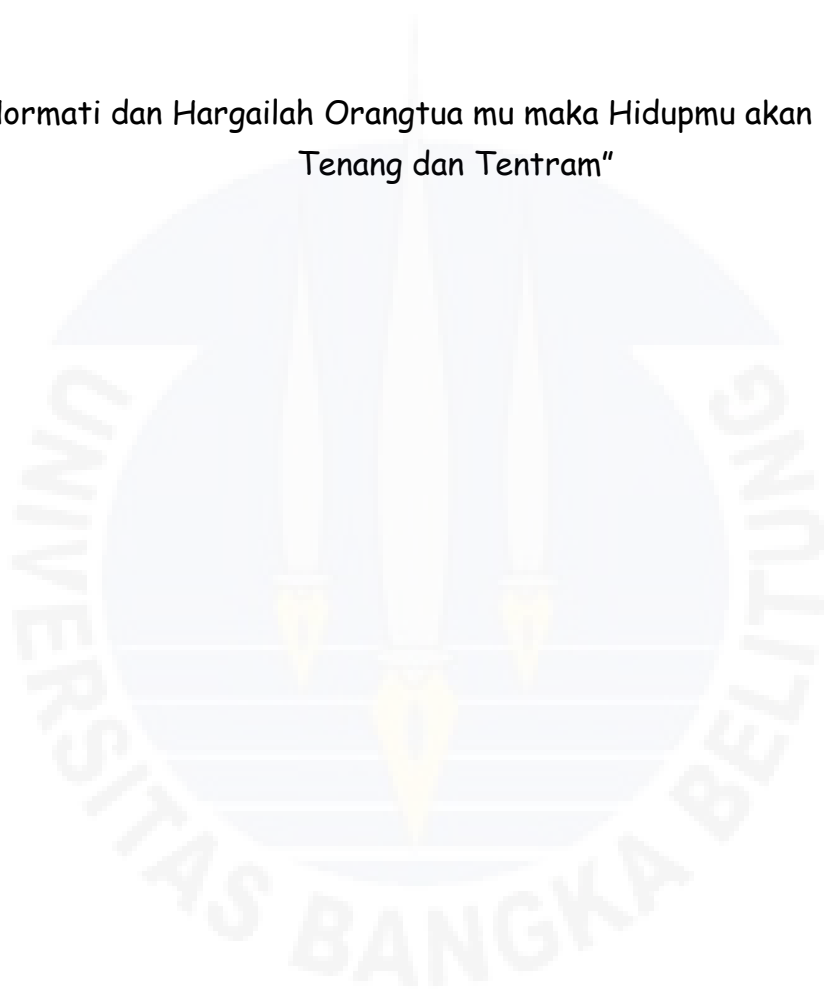 ormati dan Hargailah Orangtua mu maka Hidupmu akan
Tenang dan Tentram”
UNIVERSITAS BANGKA BELITUNG